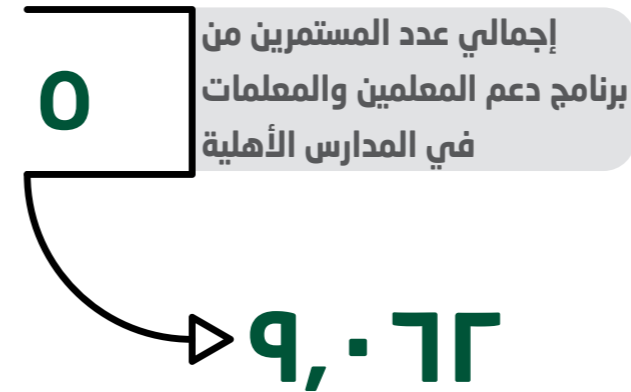 إجمالي عدد المستمرين من
برنامج دعم المعلمين والمعلمات
في المدارس الأهلية
٥
٩,٠٦٢